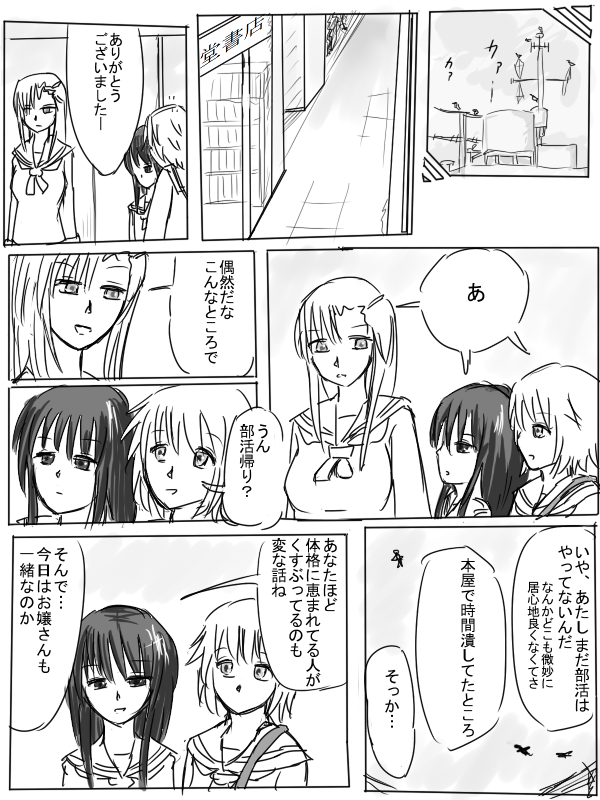 カァ…
カァ
堂書店
ありがとう
ございましたー
あ
偶然だな
こんなところで
うん
部活帰り？
いや、あたしまだ部活は
やってないんだ
なんかどこも微妙に
居心地良くなくてさ
本屋で時間潰してたところ
そっか…
あなたほど
体格に恵まれてる人が
くすぶってるのも
変な話ね
そんで…
今日はお嬢さんも
一緒なのか